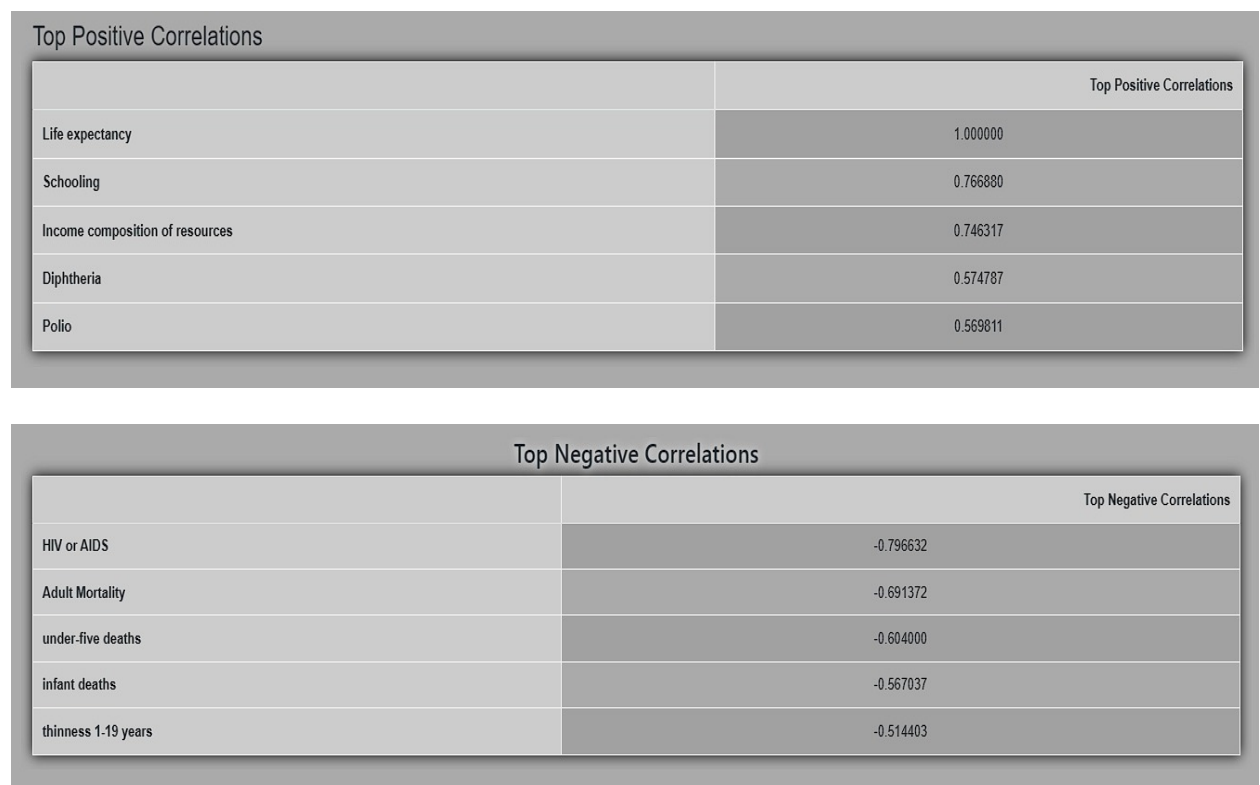 Top Positive Correlations
Top Positive Correlations
Life expectancy 1.000000
Schooling 0.766880
Income composition of resources 0.746317
Diphtheria 0.574787
Polio 0.569811
Top Negative Correlations
Top Negative Correlations
HIV or AIDS -0.796632
Adult Mortality -0.691372
under-five deaths -0.604000
infant deaths -0.567037
thinness 1-19 years -0.514403